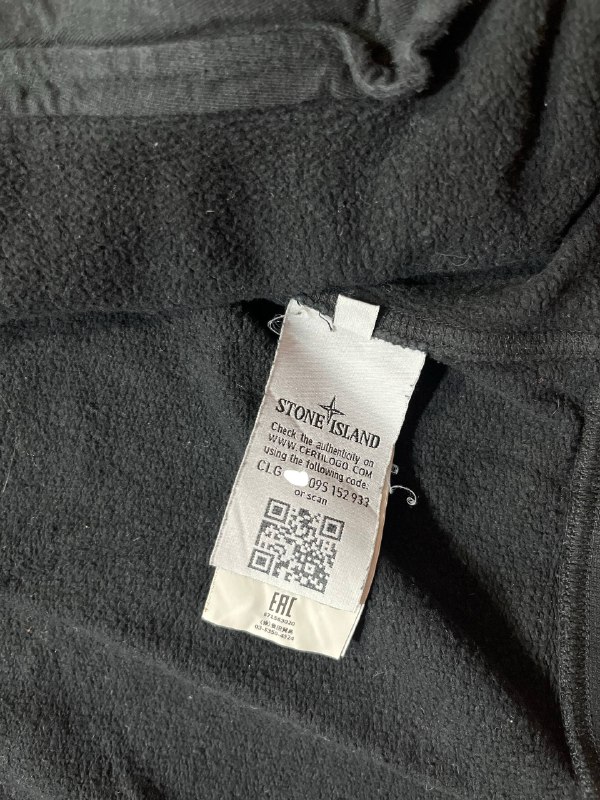 STONE ISLAND
Check the authenticity on
WWW.CERTILOGO.COM
using the following code:
CLG 095 152 933
or scan
EAC